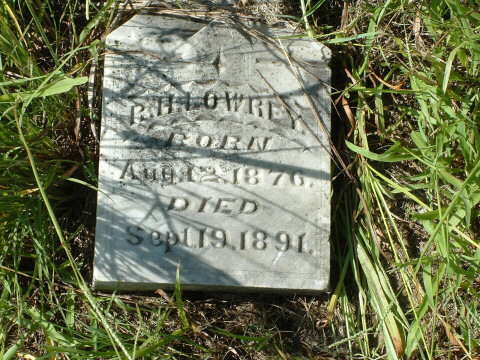 R.H. LOWREY
BORN
Aug. 12, 1876.
DIED
Sept. 19, 1891.